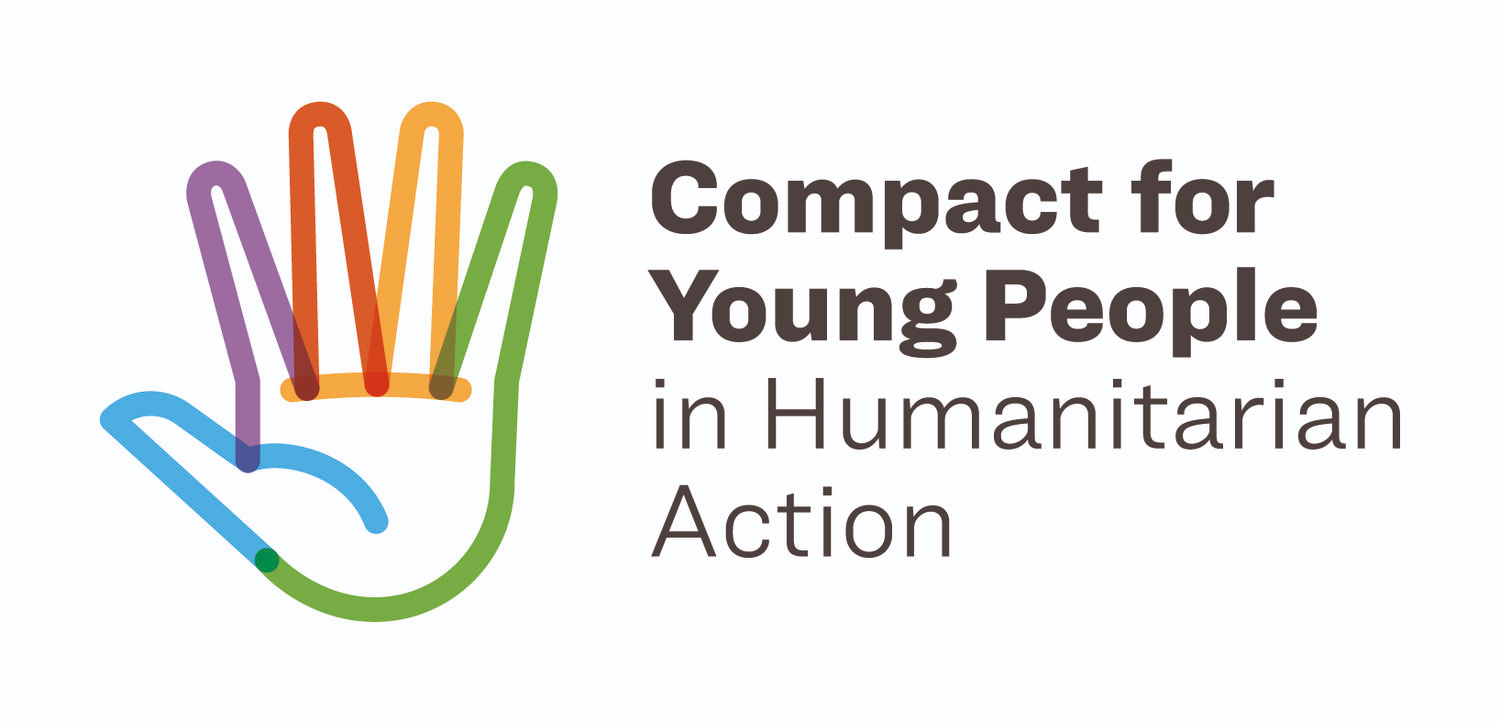 Compact for
Young People
in Humanitarian
Action